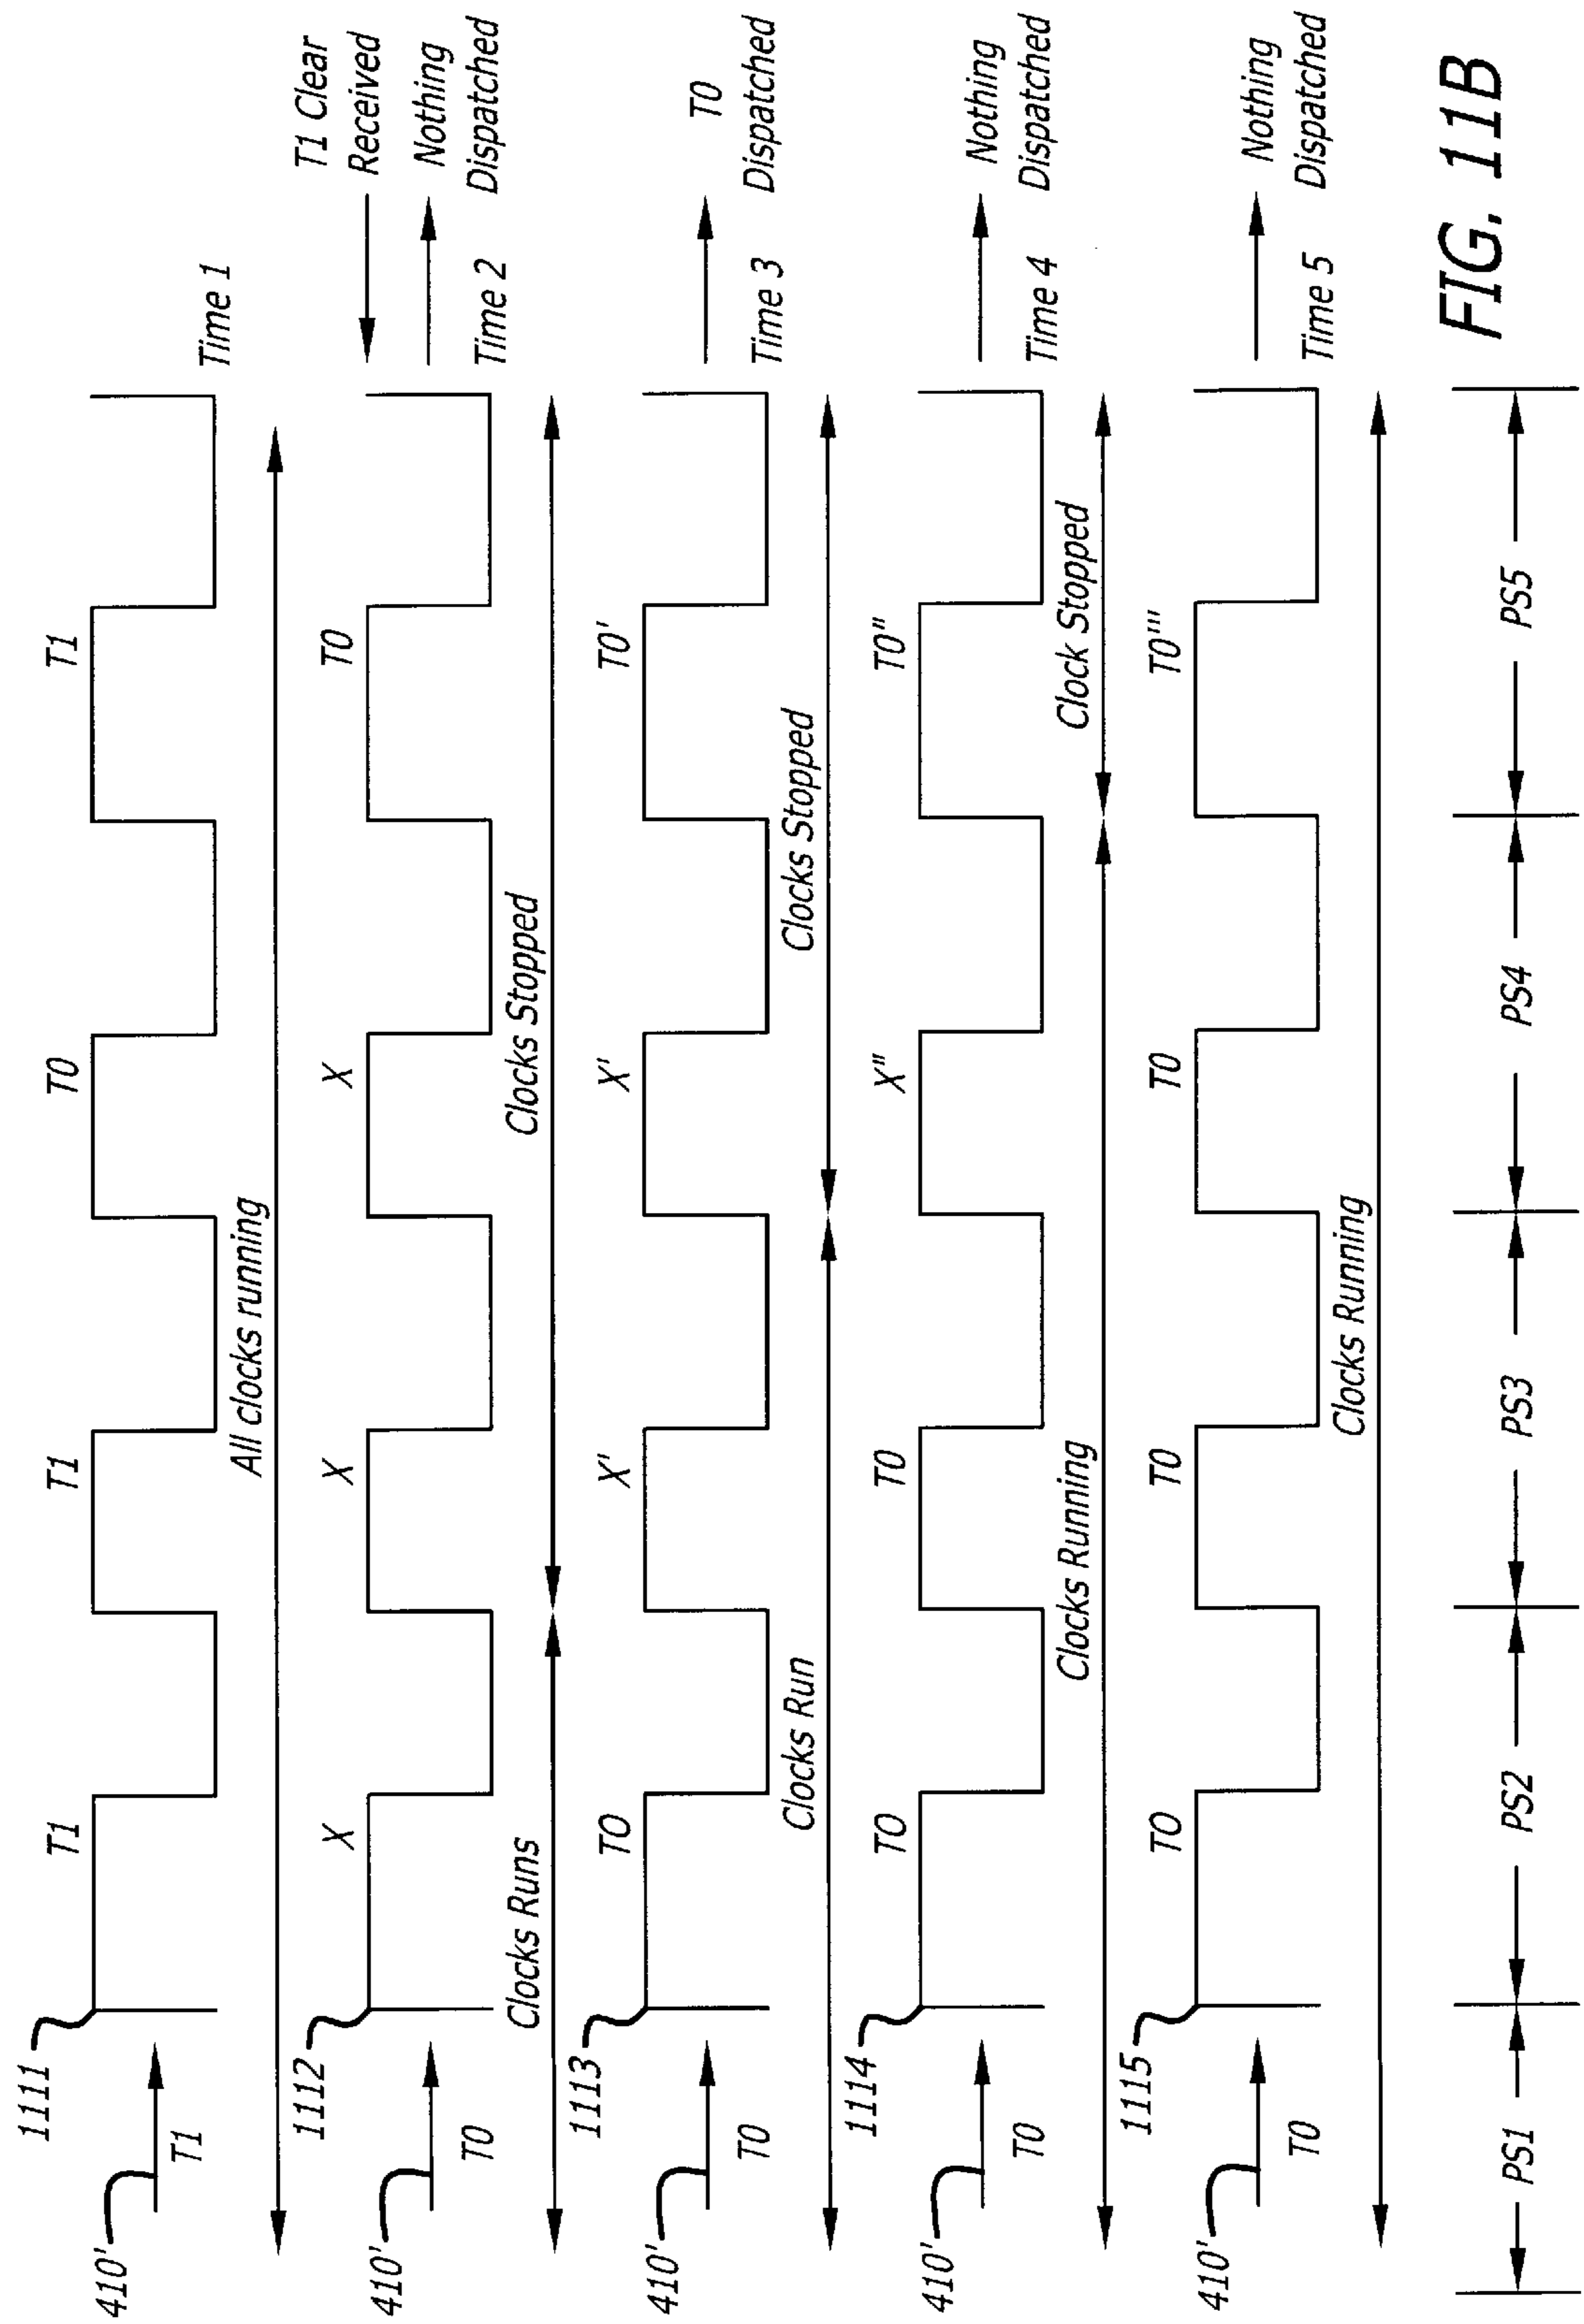 1111
T1
T1
T0
T1
410'
T1
All clocks running
Time 1
T1 Clear
Received
1112
X
X
X
T0
Nothing
Dispatched
410'
T0
Clocks Runs
Clocks Stopped
Time 2
1113
T0
X'
X'
T0'
T0
Dispatched
410'
T0
Clocks Run
Clocks Stopped
Time 3
1114
T0
T0
X"
T0"
Nothing
Dispatched
410'
T0
Clocks Running
Clock Stopped
Time 4
1115
T0
T0
T0
T0'''
Nothing
Dispatched
410'
T0
Clocks Running
Time 5
PS1
PS2
PS3
PS4
PS5
FIG. 11B